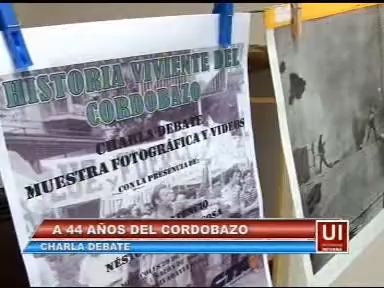 HISTORIA VIVIENTE DEL
CORDOBAZO
CHARLA DEBATE
MUESTRA FOTOGRÁFICA Y VIDEOS
CON LA PRESENCIA DE:
A 44 AÑOS DEL CORDOBAZO
CHARLA DEBATE
UI